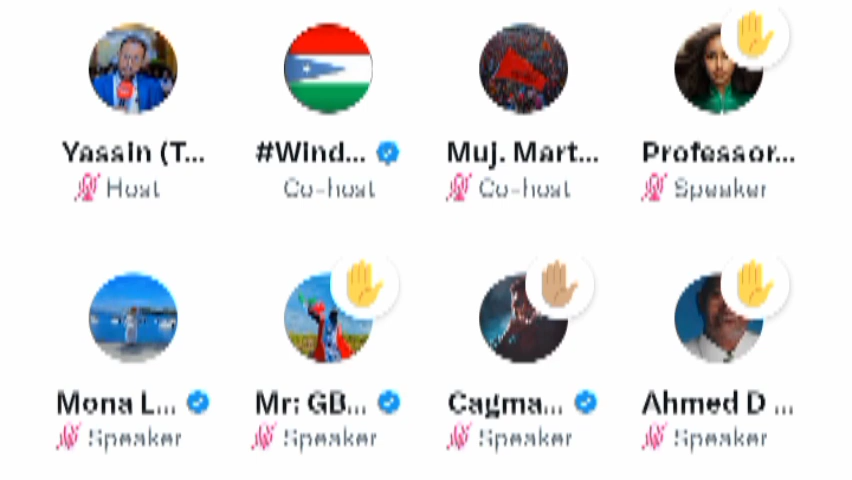 Yassin (T...
#Wind...
Muj. Mart...
Professor...
Host
Co-host
Co-host
Speaker
Mona L...
Mr: GB...
Cagma...
Ahmed D ...
Speaker
Speaker
Speaker
Speaker